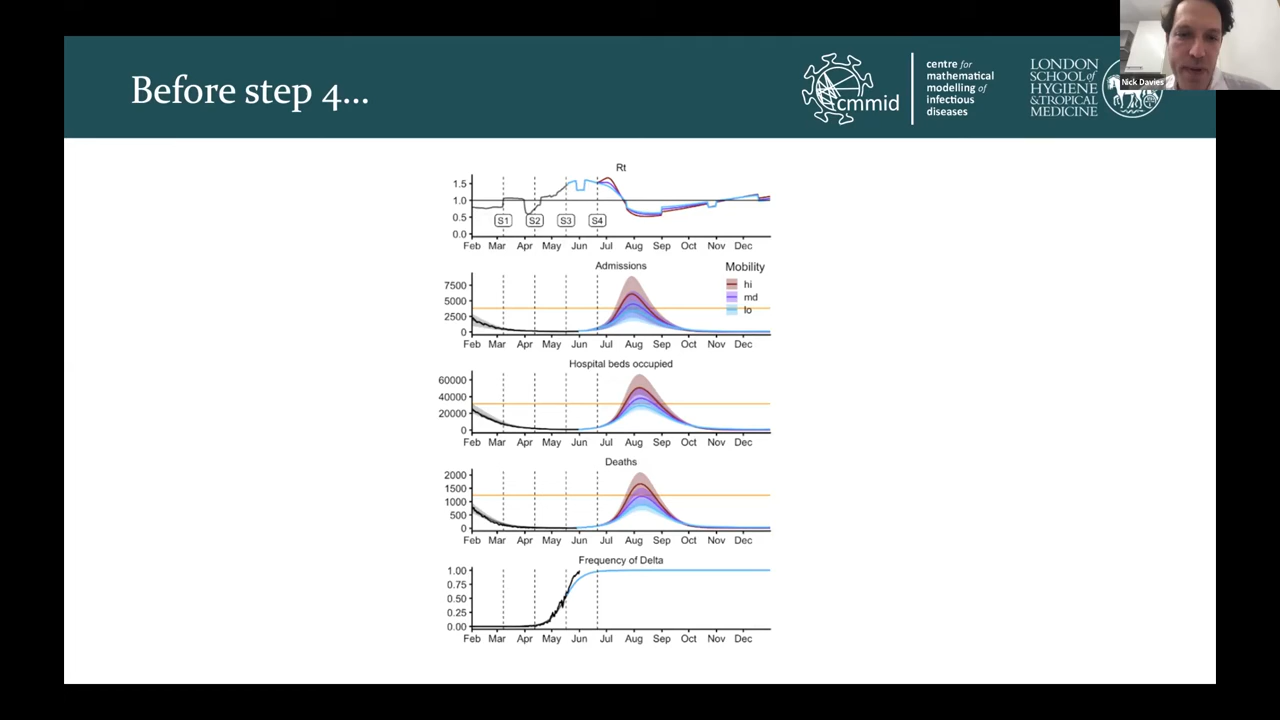 Before step 4...
cmmid
centre for
mathematical
modelling of
infectious
diseases
LONDON
SCHOOL of
HYGIENE
& TROPICAL
MEDICINE
Nick Davies
Rt
1.5
1.0
0.5
0.0
S1 S2 S3 S4
Feb Mar Apr May Jun Jul Aug Sep Oct Nov Dec
Admissions
7500
5000
2500
0
Mobility
hi
md
lo
Feb Mar Apr May Jun Jul Aug Sep Oct Nov Dec
Hospital beds occupied
60000
40000
20000
0
Feb Mar Apr May Jun Jul Aug Sep Oct Nov Dec
Deaths
2000
1500
1000
500
0
Feb Mar Apr May Jun Jul Aug Sep Oct Nov Dec
Frequency of Delta
1.00
0.75
0.50
0.25
0.00
Feb Mar Apr May Jun Jul Aug Sep Oct Nov Dec